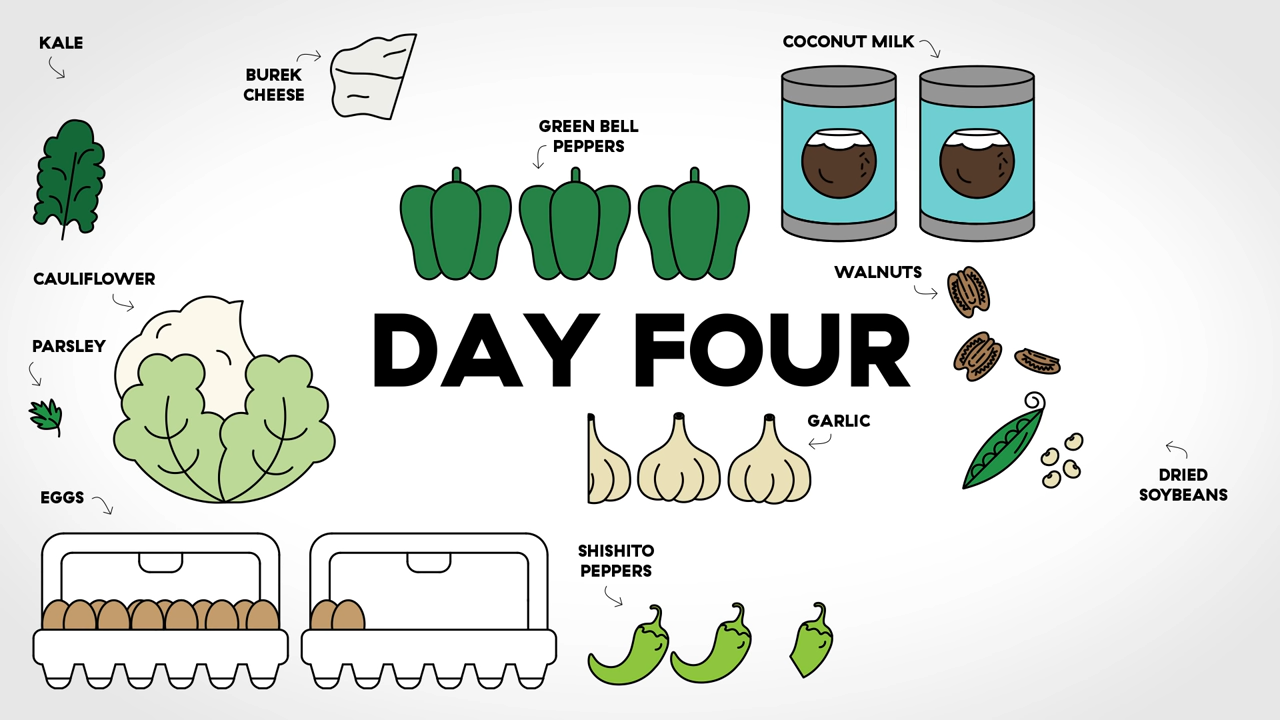 KALE
BUREK
CHEESE
COCONUT MILK
GREEN BELL
PEPPERS
CAULIFLOWER
WALNUTS
PARSLEY
DAY FOUR
GARLIC
EGGS
DRIED
SOYBEANS
SHISHITO
PEPPERS